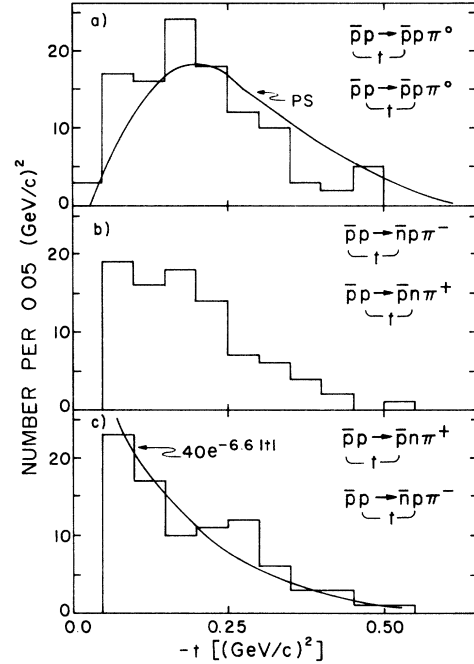 a)
p̄p → p̄pπ°
t
p̄p → p̄pπ°
t
PS
20
10
0
b)
p̄p → n̄pπ⁻
t
p̄p → p̄nπ⁺
t
20
10
0
c)
40e^-6.6 |t|
p̄p → p̄nπ⁺
t
p̄p → n̄pπ⁻
t
20
10
0
0.0 0.25 0.50
-t [(GeV/c)²]
NUMBER PER 0 05 (GeV/c)²